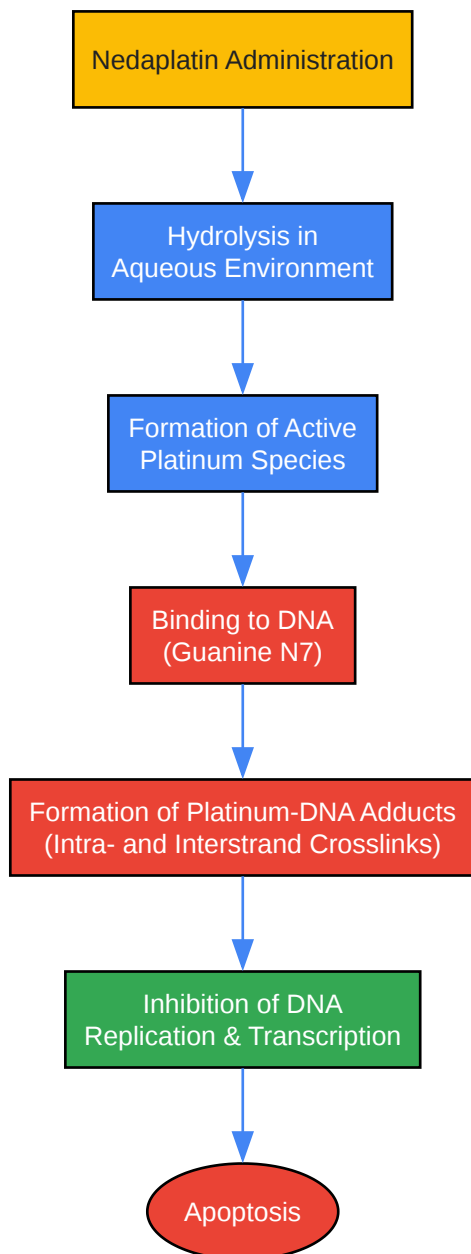 Nedaplatin Administration
Hydrolysis in
Aqueous Environment
Formation of Active
Platinum Species
Binding to DNA
(Guanine N7)
Formation of Platinum-DNA Adducts
(Intra- and Interstrand Crosslinks)
Inhibition of DNA
Replication & Transcription
Apoptosis